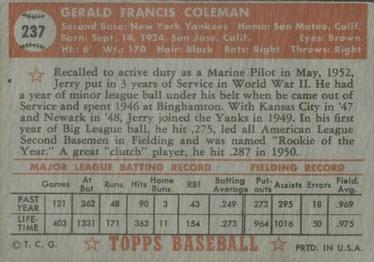 237
GERALD FRANCIS COLEMAN
Second Base: New York Yankees Home: San Mateo, Calif.
Born: Sept. 14, 1924, San Jose, Calif. Eyes: Brown
Ht.: 6' Wt.: 170 Hair: Black Bats: Right Throws: Right
Recalled to active duty as a Marine Pilot in May, 1952,
Jerry put in 3 years of Service in World War II. He had
a year of minor league ball under his belt when he came out
of Service and spent 1946 at Binghamton. With Kansas City in '47
and Newark in '48, Jerry joined the Yanks in 1949. In his first
year of Big League ball, he hit .275, led all American League
Second Basemen in Fielding and was named "Rookie of the
Year." A great "clutch" player, he hit .287 in 1950.
MAJOR LEAGUE BATTING RECORD FIELDING RECORD
Games At Bat Runs Hits Home Runs RBI Batting Average Put-outs Assists Errors Field. Avg.
PAST YEAR 121 362 48 90 3 43 .249 272 295 18 .969
LIFE-TIME 403 1331 171 363 11 154 .273 964 1016 50 .975
© T. C. G. TOPPS BASEBALL PRTD. IN U.S.A.